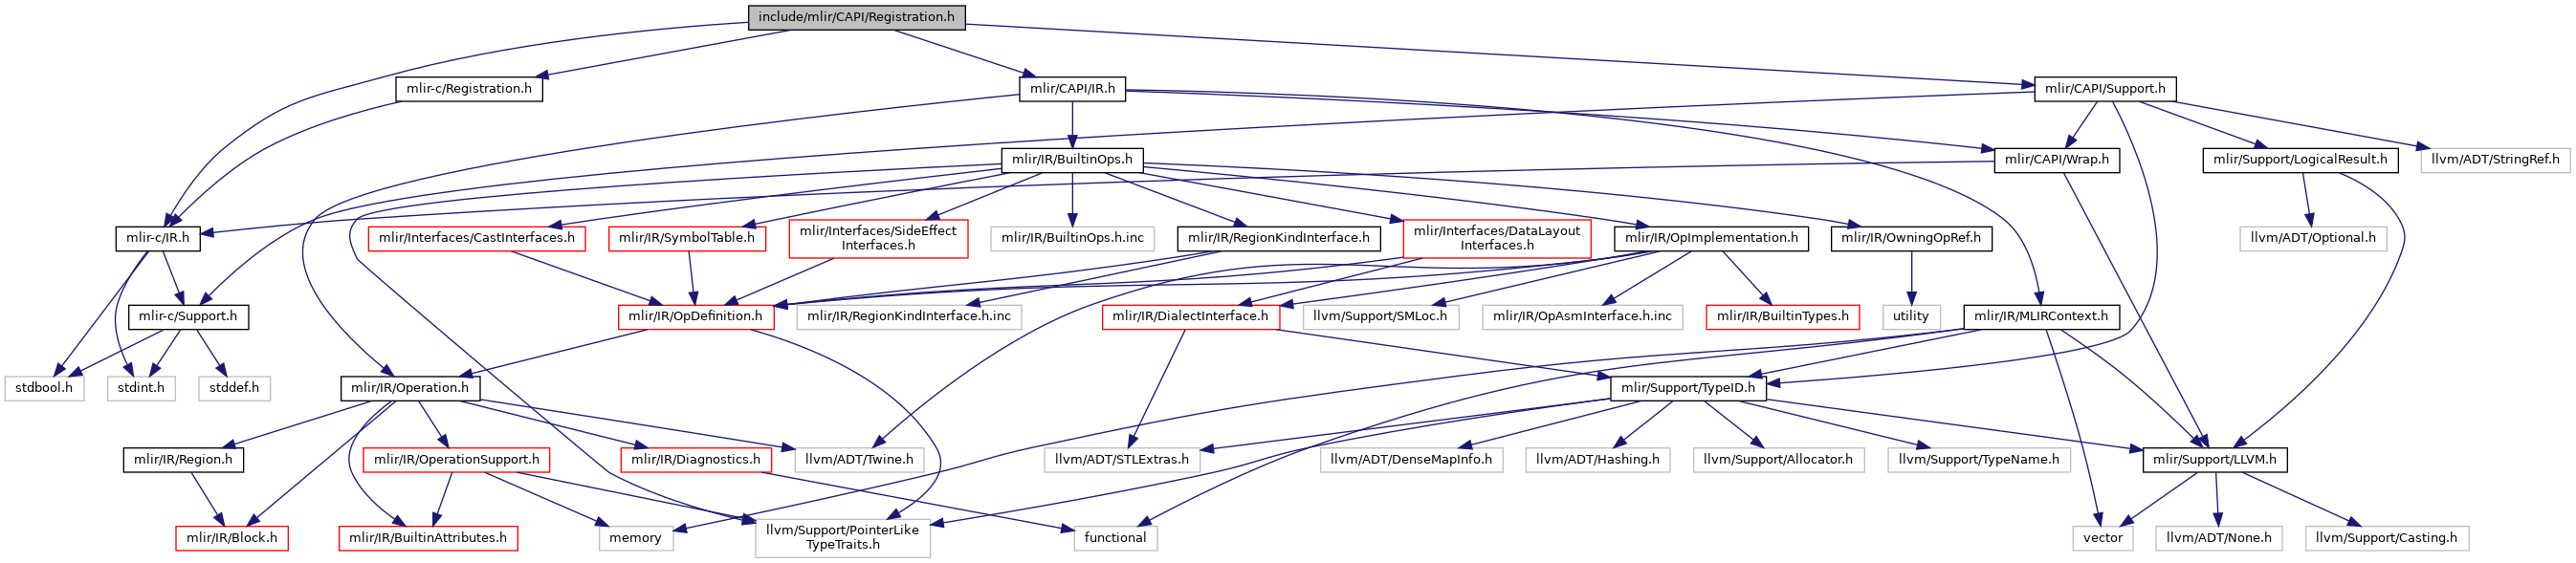 include/mlir/CAPI/Registration.h
mlir-c/Registration.h
mlir/CAPI/IR.h
mlir/CAPI/Support.h
mlir/IR/BuiltinOps.h
mlir/CAPI/Wrap.h
mlir/Support/LogicalResult.h
llvm/ADT/StringRef.h
mlir-c/IR.h
mlir/Interfaces/CastInterfaces.h
mlir/IR/SymbolTable.h
mlir/Interfaces/SideEffect
Interfaces.h
mlir/IR/BuiltinOps.h.inc
mlir/IR/RegionKindInterface.h
mlir/Interfaces/DataLayout
Interfaces.h
mlir/IR/OpImplementation.h
mlir/IR/OwningOpRef.h
llvm/ADT/Optional.h
mlir-c/Support.h
mlir/IR/OpDefinition.h
mlir/IR/RegionKindInterface.h.inc
mlir/IR/DialectInterface.h
llvm/Support/SMLoc.h
mlir/IR/OpAsmInterface.h.inc
mlir/IR/BuiltinTypes.h
utility
mlir/IR/MLIRContext.h
stdbool.h
stdint.h
stddef.h
mlir/IR/Operation.h
mlir/Support/TypeID.h
mlir/IR/Region.h
mlir/IR/OperationSupport.h
mlir/IR/Diagnostics.h
llvm/ADT/Twine.h
llvm/ADT/STLExtras.h
llvm/ADT/DenseMapInfo.h
llvm/ADT/Hashing.h
llvm/Support/Allocator.h
llvm/Support/TypeName.h
mlir/Support/LLVM.h
mlir/IR/Block.h
mlir/IR/BuiltinAttributes.h
memory
llvm/Support/PointerLike
TypeTraits.h
functional
vector
llvm/ADT/None.h
llvm/Support/Casting.h